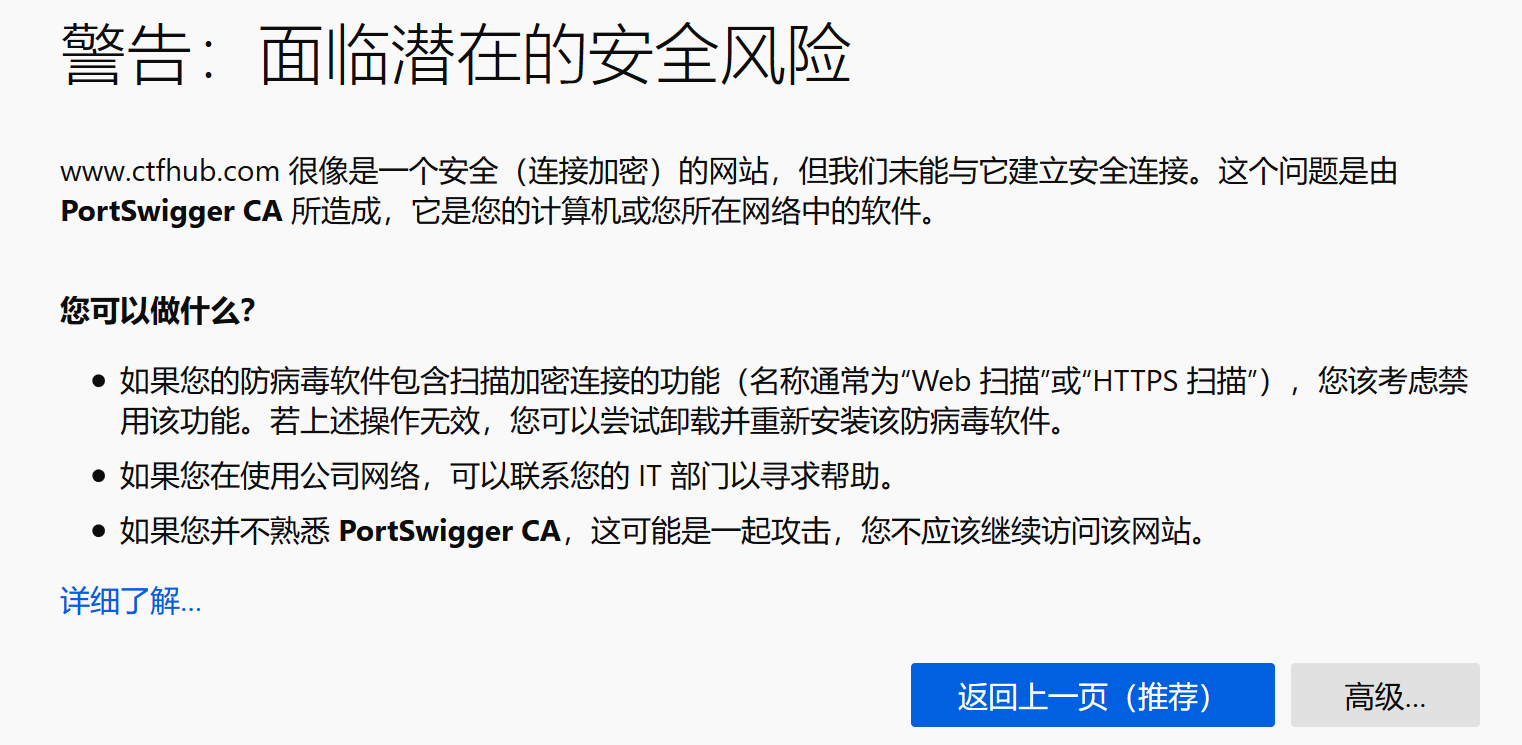 警告：面临潜在的安全风险
www.ctfhub.com 很像是一个安全（连接加密）的网站，但我们未能与它建立安全连接。这个问题是由
PortSwigger CA 所造成，它是您的计算机或您所在网络中的软件。
您可以做什么？
如果您的防病毒软件包含扫描加密连接的功能（名称通常为“Web 扫描”或“HTTPS 扫描”），您该考虑禁
用该功能。若上述操作无效，您可以尝试卸载并重新安装该防病毒软件。
如果您在使用公司网络，可以联系您的 IT 部门以寻求帮助。
如果您并不熟悉 PortSwigger CA，这可能是一起攻击，您不应该继续访问该网站。
详细了解...
返回上一页（推荐）
高级...